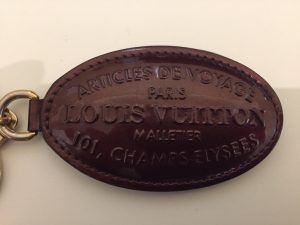 ARTICLES DE VOYAGE
PARIS
LOUIS VUITTON
MALLETIER
101, CHAMPS ELYSEES